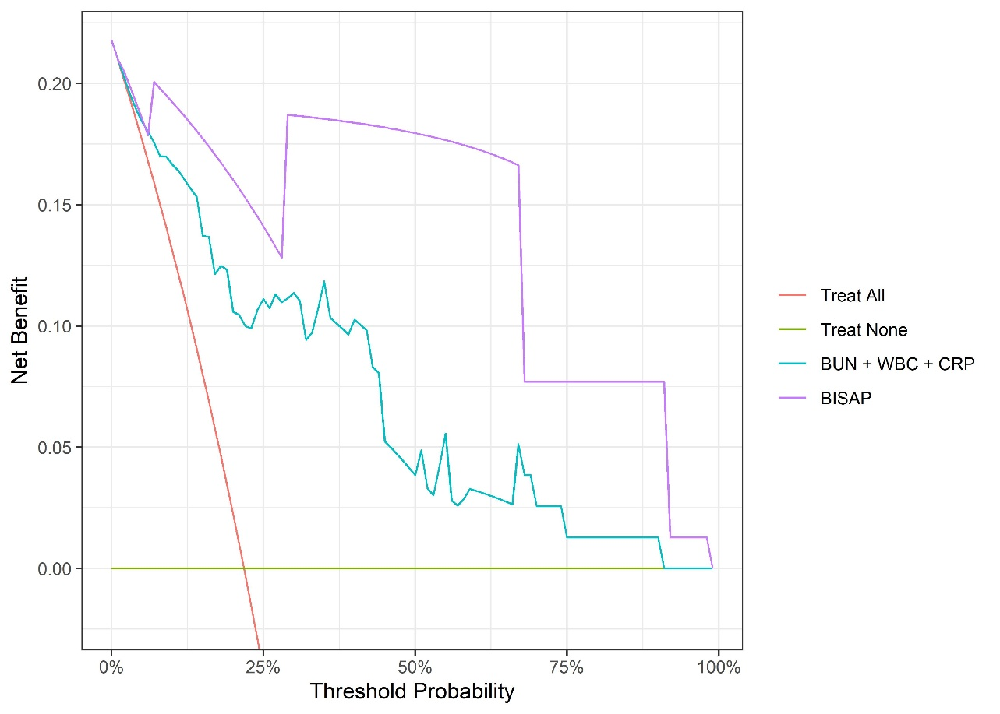 0.20
0.15
0.10
0.05
0.00
Net Benefit
0%
25%
50%
75%
100%
Threshold Probability
Treat All
Treat None
BUN + WBC + CRP
BISAP